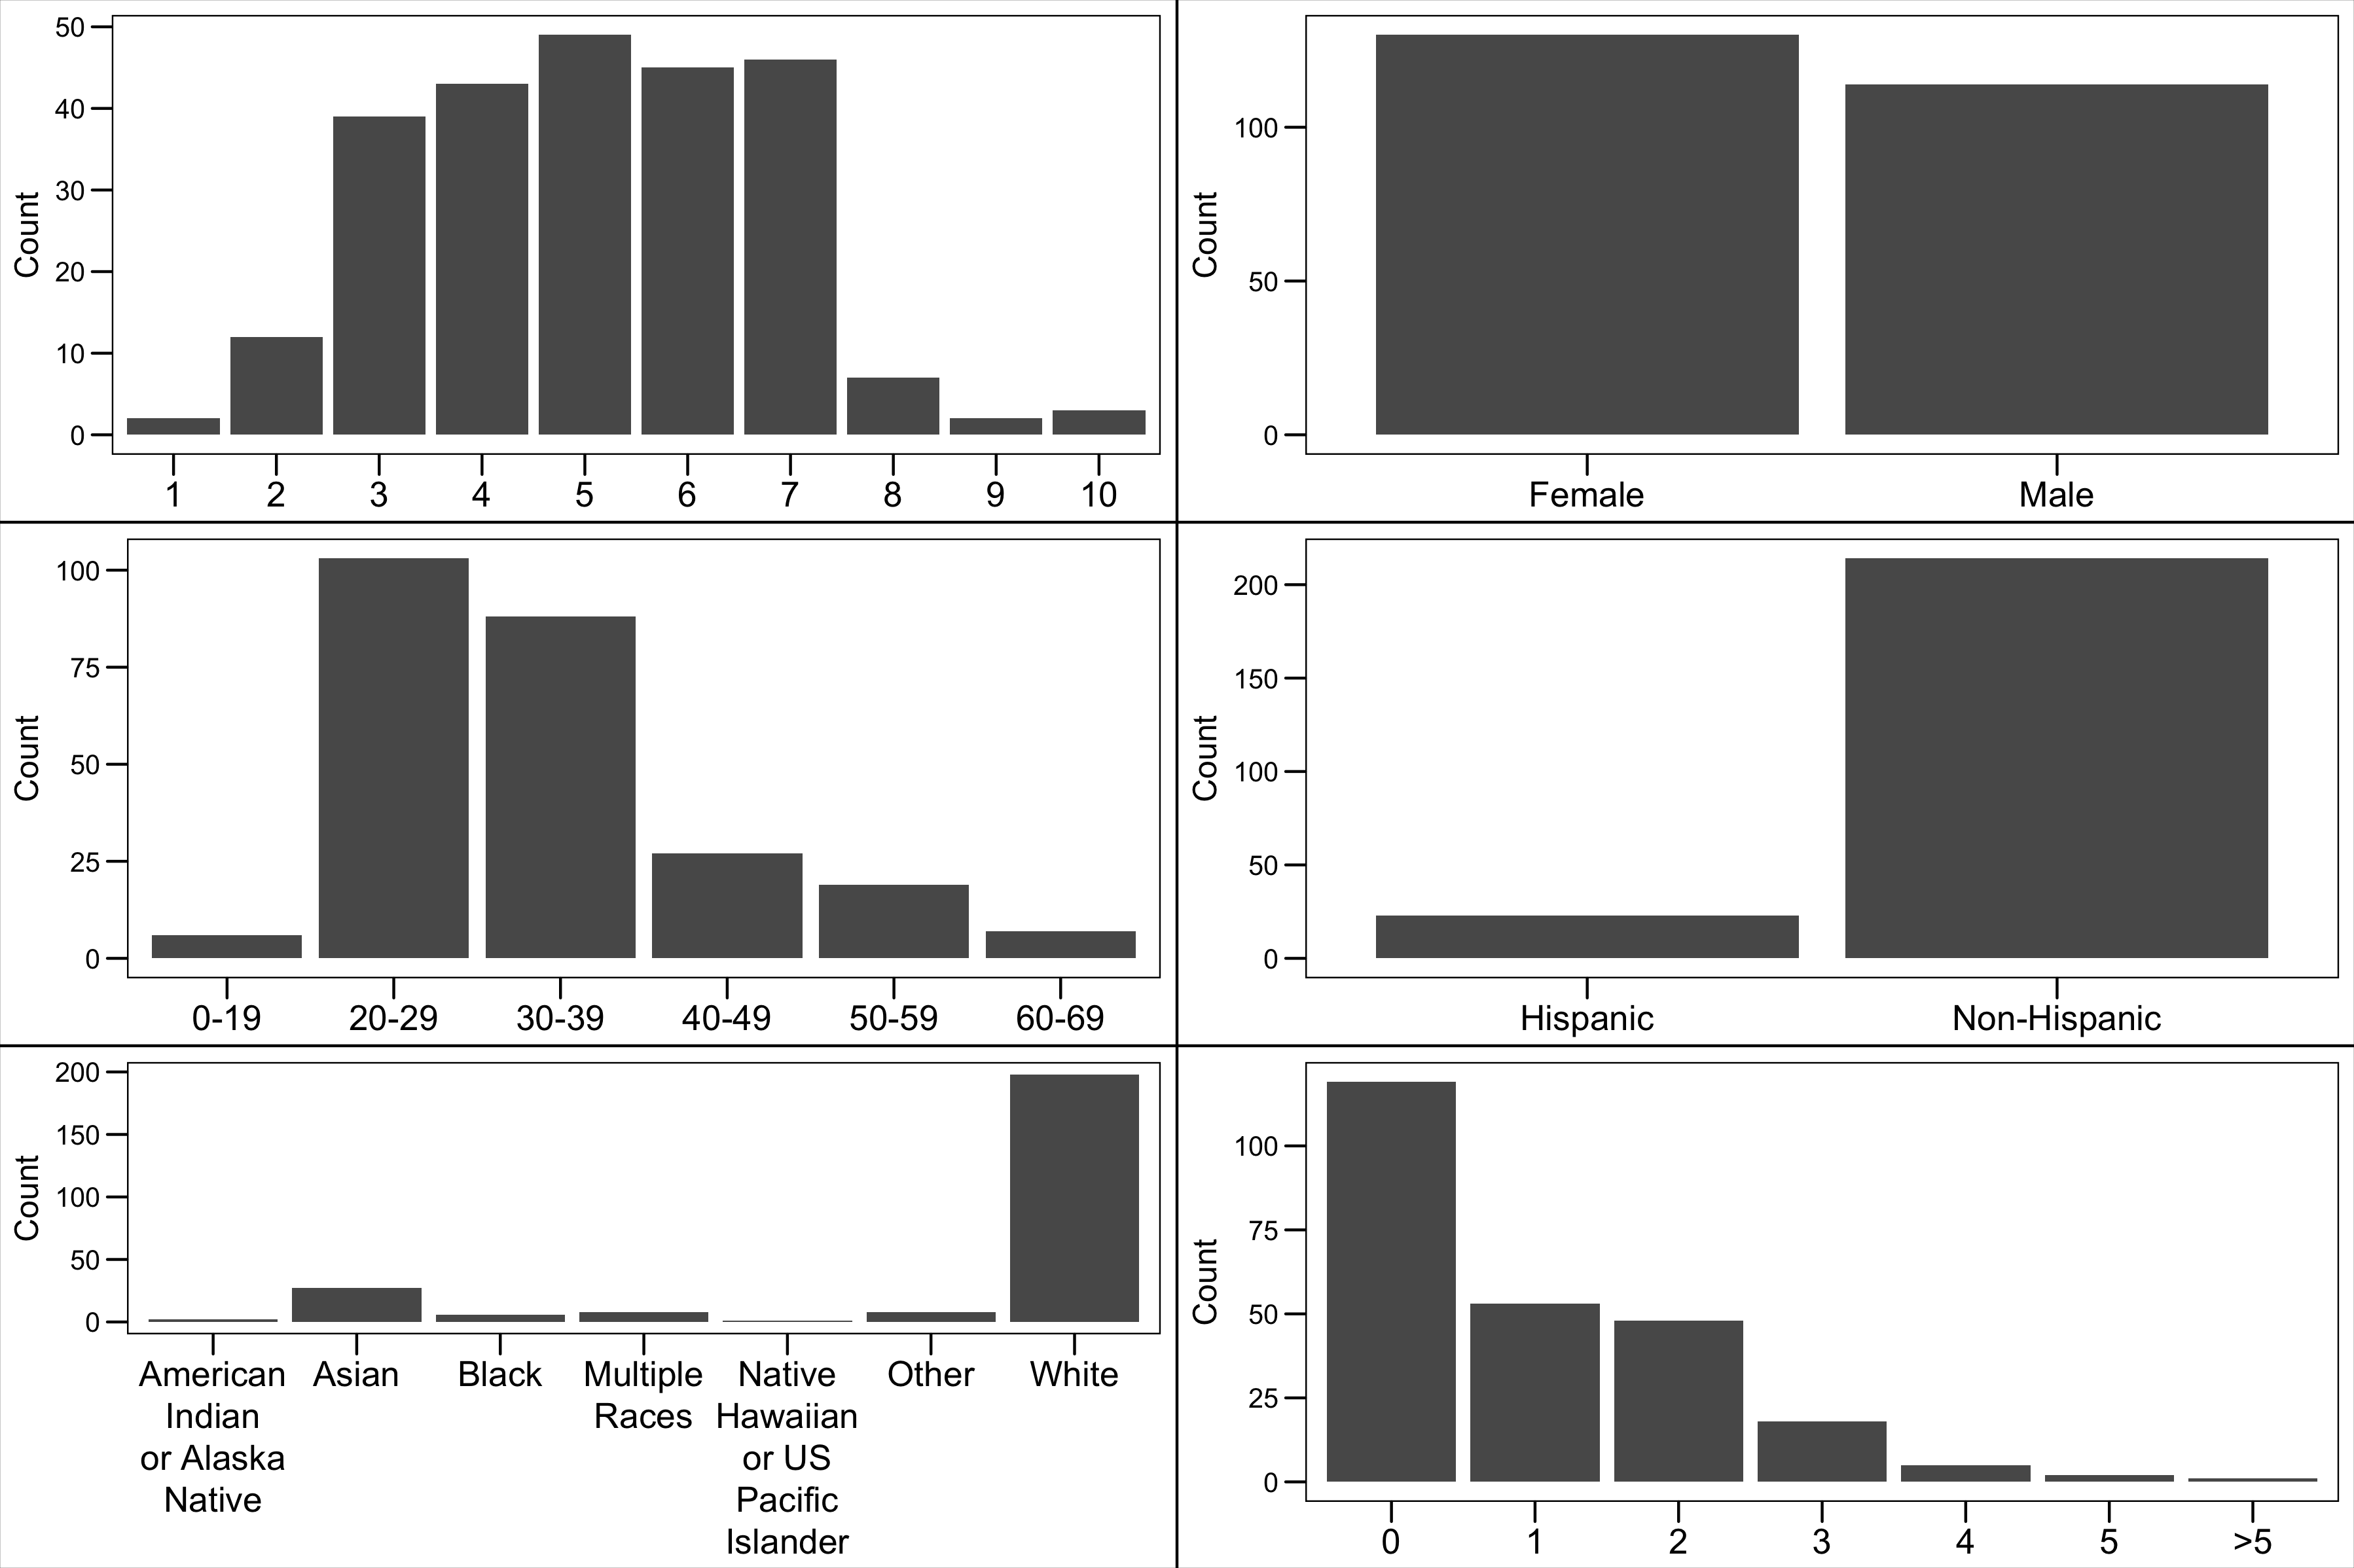 Count
50
40
30
20
10
0
1 2 3 4 5 6 7 8 9 10
Count
100
50
0
Female Male
Count
100
75
50
25
0
0-19 20-29 30-39 40-49 50-59 60-69
Count
200
150
100
50
0
Hispanic Non-Hispanic
Count
200
150
100
50
0
American Asian Black Multiple Native Other White
Indian Races Hawaiian
or Alaska or US
Native Pacific
Islander
Count
100
75
50
25
0
0 1 2 3 4 5 >5